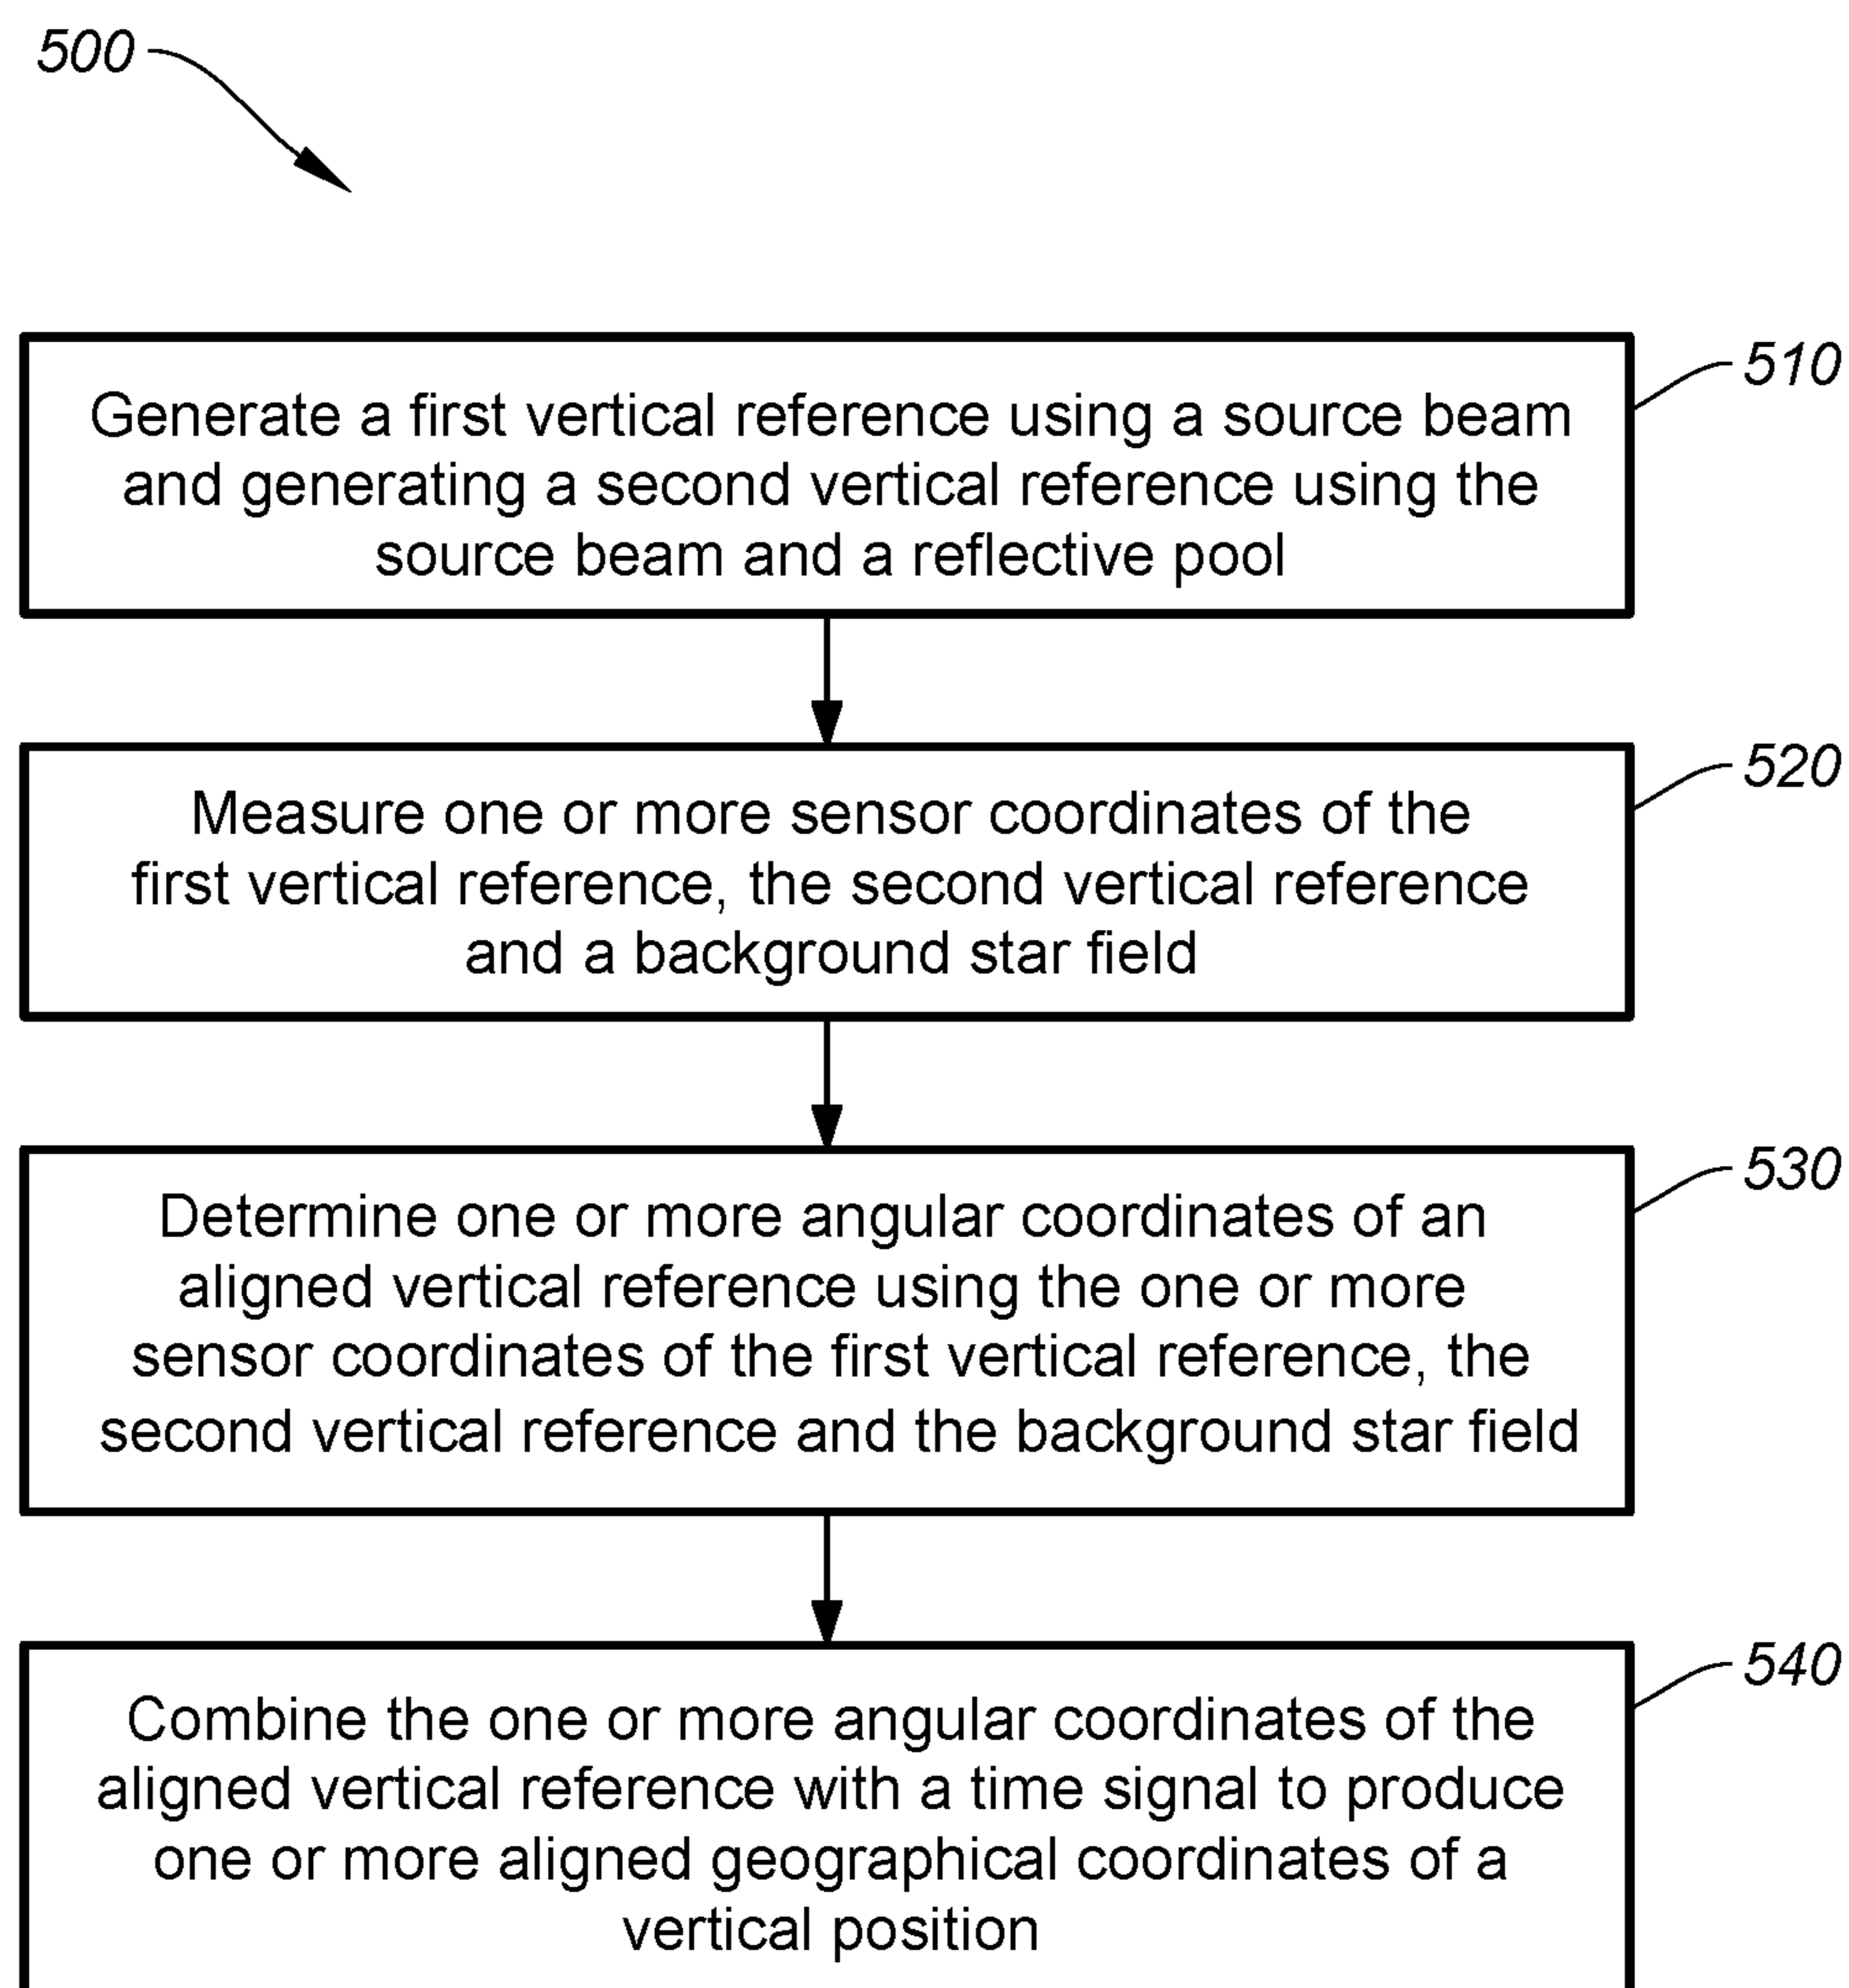 500
510
Generate a first vertical reference using a source beam
and generating a second vertical reference using the
source beam and a reflective pool
520
Measure one or more sensor coordinates of the
first vertical reference, the second vertical reference
and a background star field
530
Determine one or more angular coordinates of an
aligned vertical reference using the one or more
sensor coordinates of the first vertical reference, the
second vertical reference and the background star field
540
Combine the one or more angular coordinates of the
aligned vertical reference with a time signal to produce
one or more aligned geographical coordinates of a
vertical position